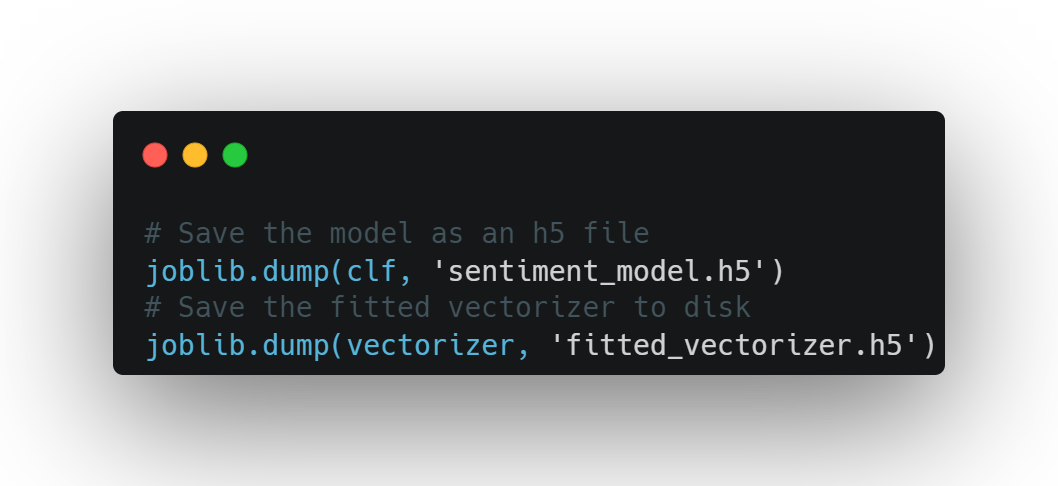 # Save the model as an h5 file
joblib.dump(clf, 'sentiment_model.h5')
# Save the fitted vectorizer to disk
joblib.dump(vectorizer, 'fitted_vectorizer.h5')